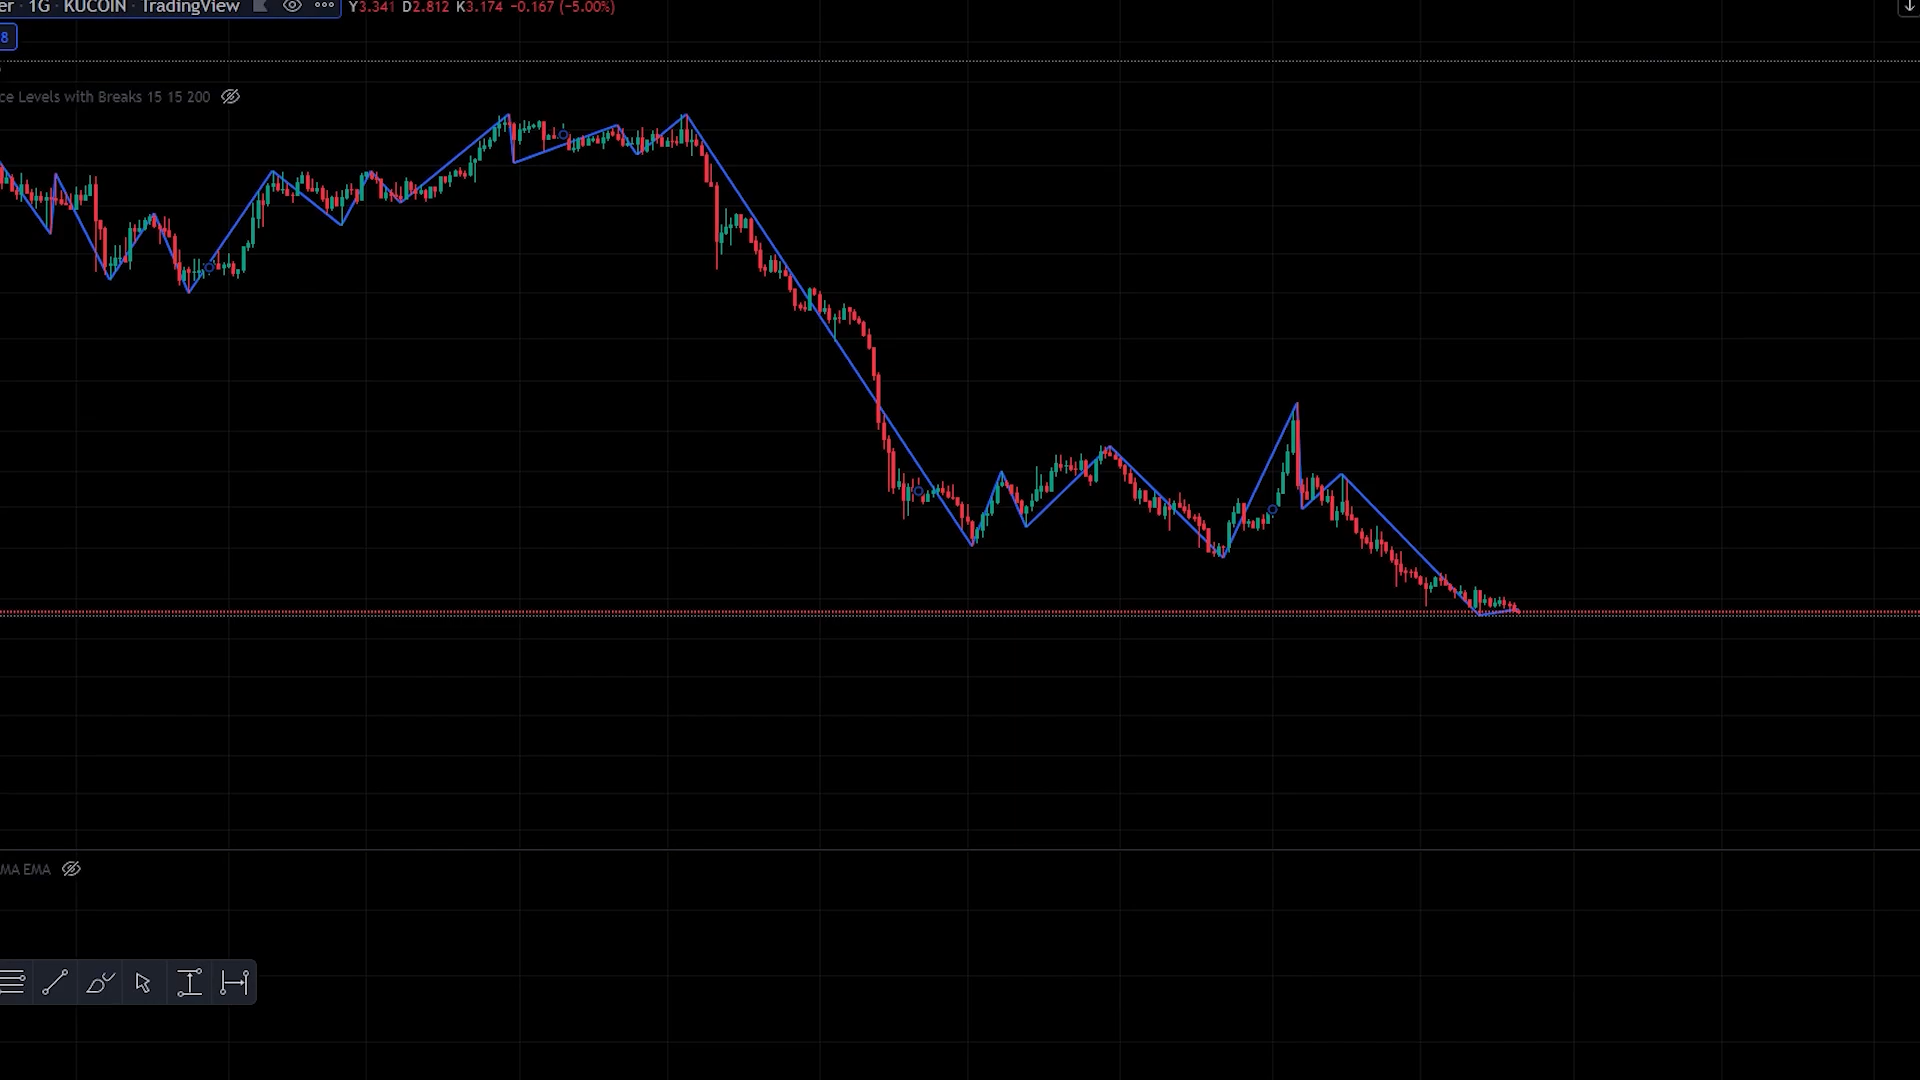 er · 1G · KUCOIN · TradingView Y3.341 D2.812 K3.174 −0.167 (−5.00%)
8
ce Levels with Breaks 15 15 200
MA EMA